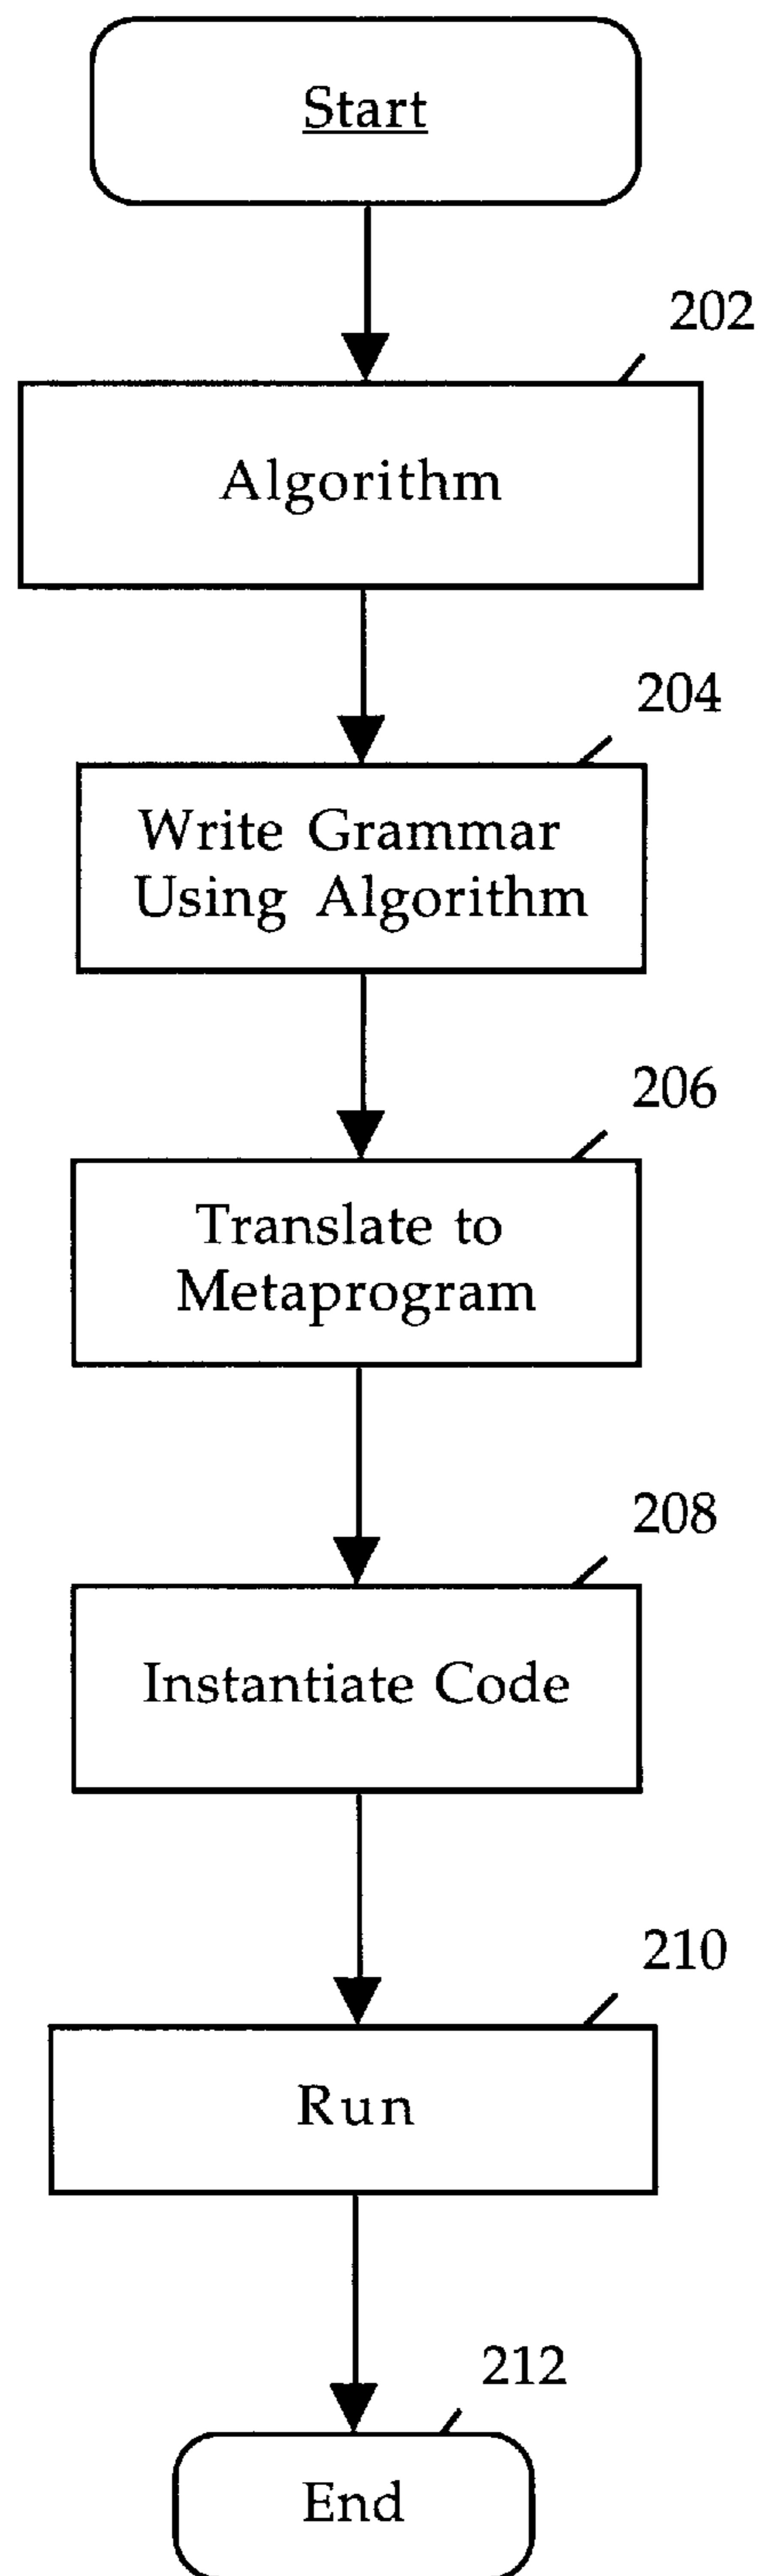 Start
202
Algorithm
204
Write Grammar
Using Algorithm
206
Translate to
Metaprogram
208
Instantiate Code
210
Run
212
End